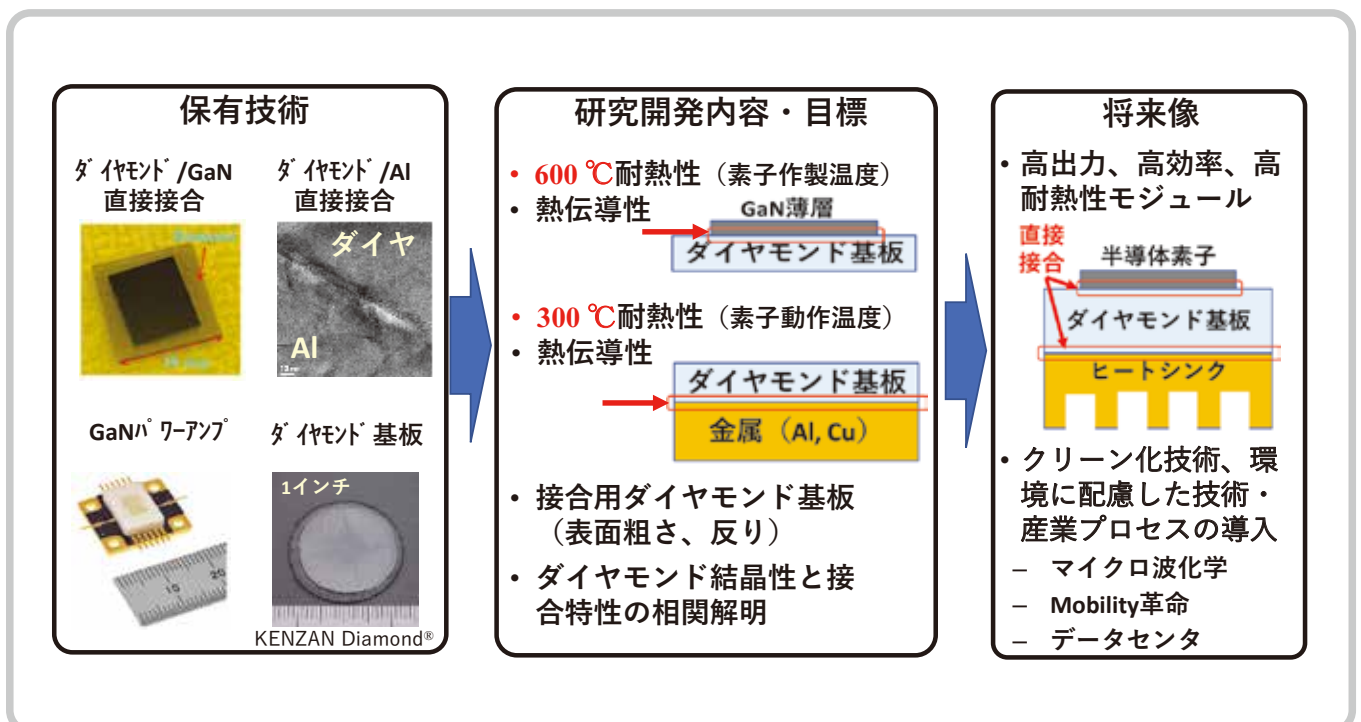 保有技術
ダイヤモンド/GaN
直接接合
ダイヤモンド/Al
直接接合
ダイヤ
Al
10 nm
GaNパワーアンプ
ダイヤモンド基板
10
20
1インチ
KENZAN Diamond®
研究開発内容・目標
• 600 ℃耐熱性（素子作製温度）
• 熱伝導性
GaN薄層
ダイヤモンド基板
• 300 ℃耐熱性（素子動作温度）
• 熱伝導性
ダイヤモンド基板
金属（Al, Cu）
• 接合用ダイヤモンド基板
（表面粗さ、反り）
• ダイヤモンド結晶性と接
合特性の相関解明
将来像
• 高出力、高効率、高
耐熱性モジュール
直接
接合
半導体素子
ダイヤモンド基板
ヒートシンク
• クリーン化技術、環
境に配慮した技術・
産業プロセスの導入
– マイクロ波化学
– Mobility革命
– データセンタ